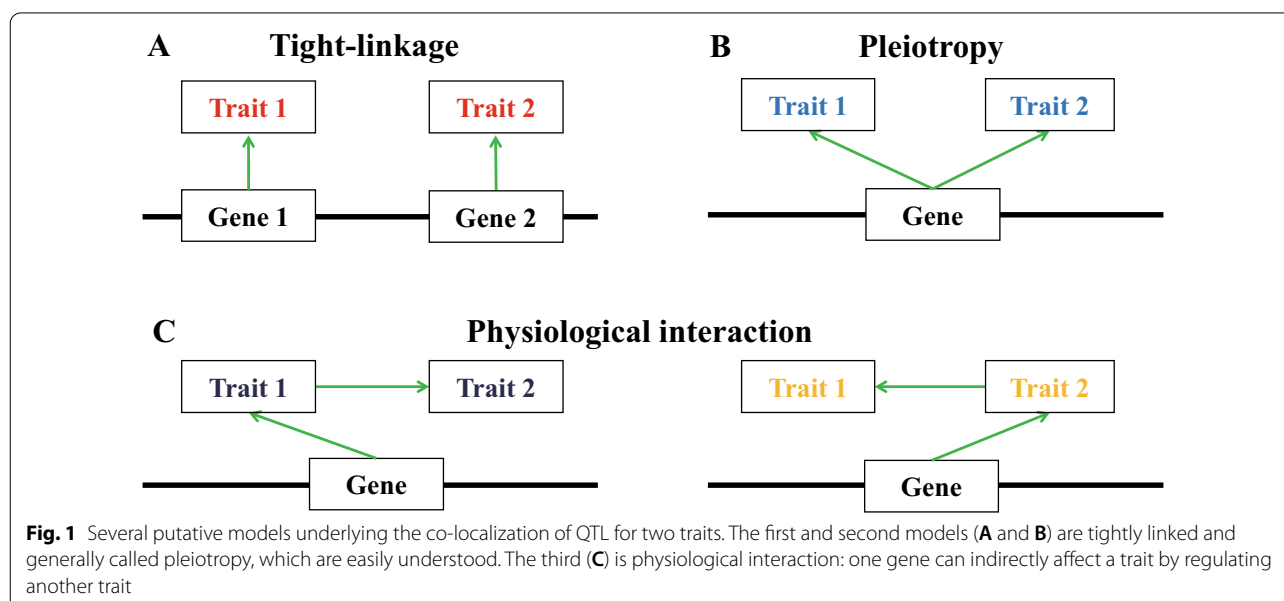 A Tight-linkage
B Pleiotropy
Trait 1 Trait 2
Trait 1 Trait 2
Gene 1 Gene 2
Gene
C Physiological interaction
Trait 1 Trait 2
Trait 1 Trait 2
Gene
Gene
Fig. 1 Several putative models underlying the co-localization of QTL for two traits. The first and second models (A and B) are tightly linked and
generally called pleiotropy, which are easily understood. The third (C) is physiological interaction: one gene can indirectly affect a trait by regulating
another trait